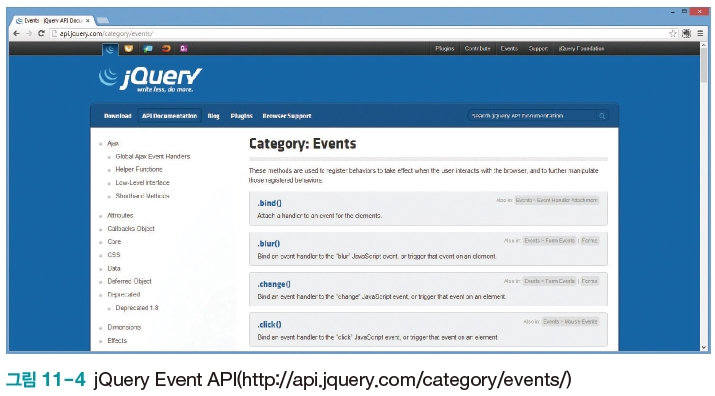 Events | jQuery API Docu
api.jquery.com/category/events/
Plugins Contribute Events Support jQuery Foundation
jQuery
write less, do more.
Download API Documentation Blog Plugins Browser Support
Search jQuery API Documentation
Ajax
Global Ajax Event Handlers
Helper Functions
Low-Level Interface
Shorthand Methods
Attributes
Callbacks Object
Core
CSS
Data
Deferred Object
Deprecated
Deprecated 1.8
Dimensions
Effects
Category: Events
These methods are used to register behaviors to take effect when the user interacts with the browser, and to further manipulate
those registered behaviors.
.bind()
Also in: Events > Event Handler Attachment
Attach a handler to an event for the elements.
.blur()
Also in: Events > Form Events | Forms
Bind an event handler to the "blur" JavaScript event, or trigger that event on an element.
.change()
Also in: Events > Form Events | Forms
Bind an event handler to the "change" JavaScript event, or trigger that event on an element.
.click()
Also in: Events > Mouse Events
Bind an event handler to the "click" JavaScript event, or trigger that event on an element.
그림 11-4 jQuery Event API(http://api.jquery.com/category/events/)